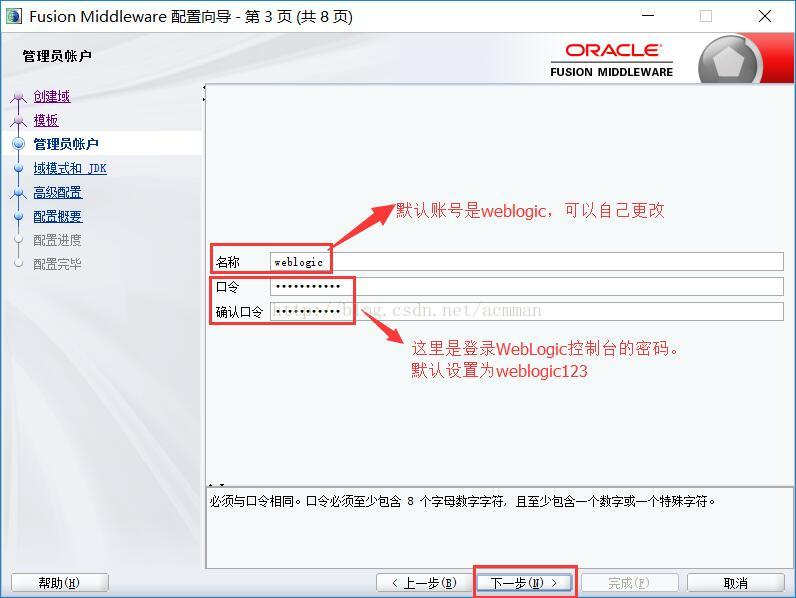 Fusion Middleware 配置向导 - 第 3 页 (共 8 页)
管理员帐户
ORACLE
FUSION MIDDLEWARE
创建域
模板
管理员帐户
域模式和 JDK
高级配置
配置概要
配置进度
配置完毕
默认账号是weblogic，可以自己更改
名称 weblogic
口令 •••••••••••
确认口令 •••••••••••
http://blog.csdn.net/acmman
这里是登录WebLogic控制台的密码。
默认设置为weblogic123
必须与口令相同。口令必须至少包含 8 个字母数字字符, 且至少包含一个数字或一个特殊字符。
帮助(H) < 上一步(B) 下一步(N) > 完成(F) 取消